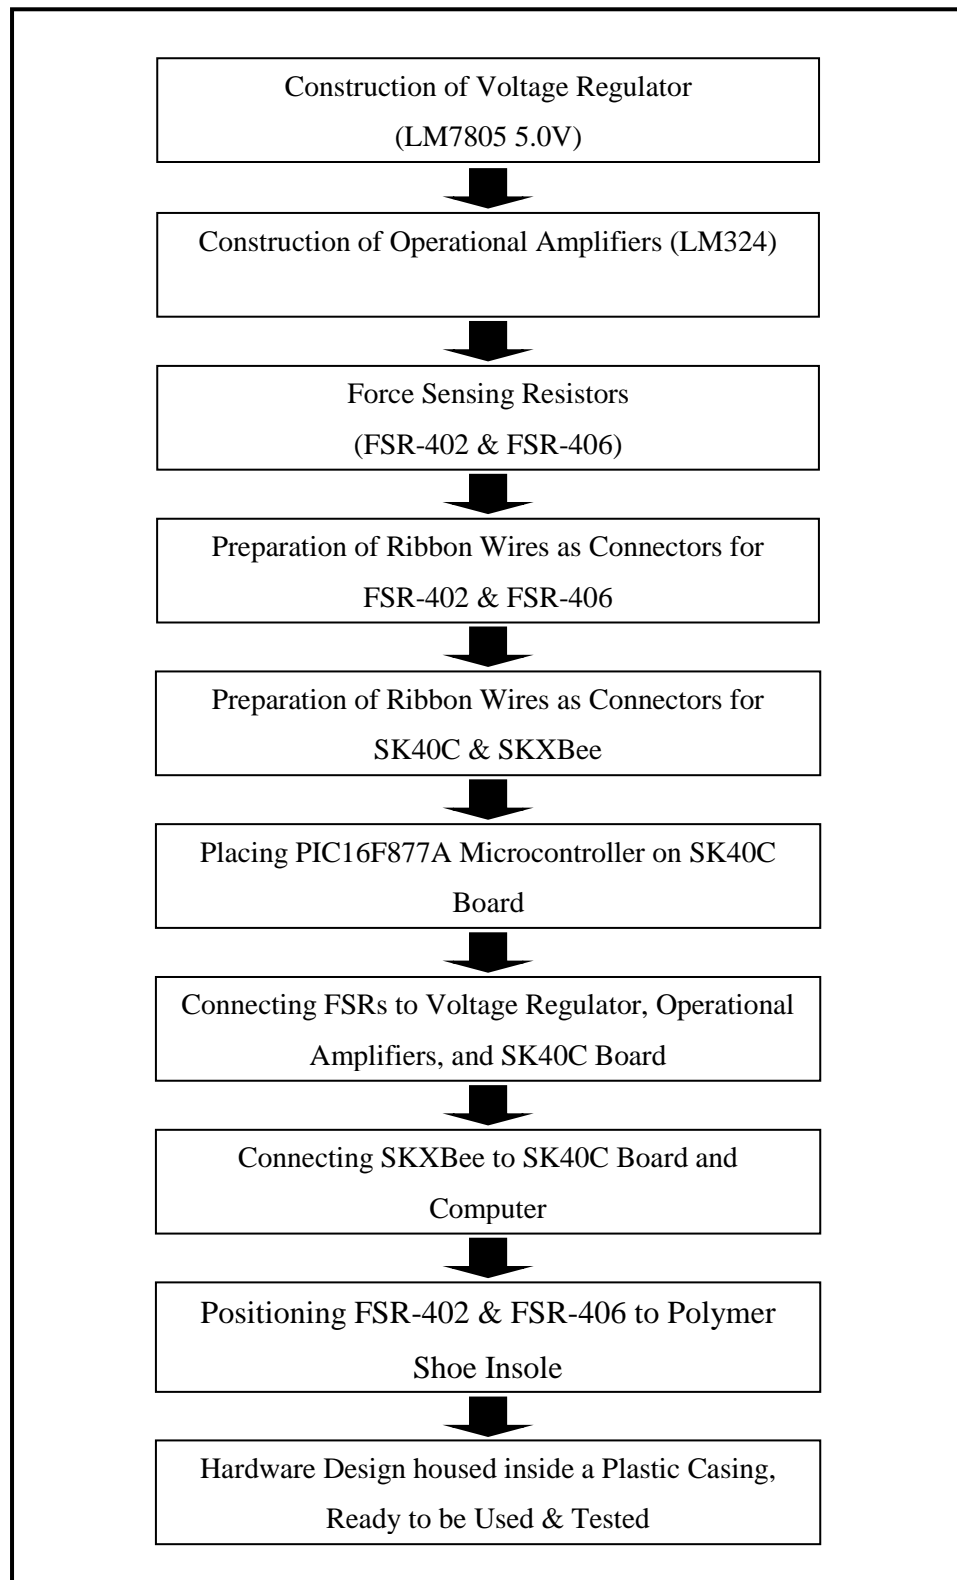 Construction of Voltage Regulator
(LM7805 5.0V)
Construction of Operational Amplifiers (LM324)
Force Sensing Resistors
(FSR-402 & FSR-406)
Preparation of Ribbon Wires as Connectors for
FSR-402 & FSR-406
Preparation of Ribbon Wires as Connectors for
SK40C & SKXBee
Placing PIC16F877A Microcontroller on SK40C
Board
Connecting FSRs to Voltage Regulator, Operational
Amplifiers, and SK40C Board
Connecting SKXBee to SK40C Board and
Computer
Positioning FSR-402 & FSR-406 to Polymer
Shoe Insole
Hardware Design housed inside a Plastic Casing,
Ready to be Used & Tested